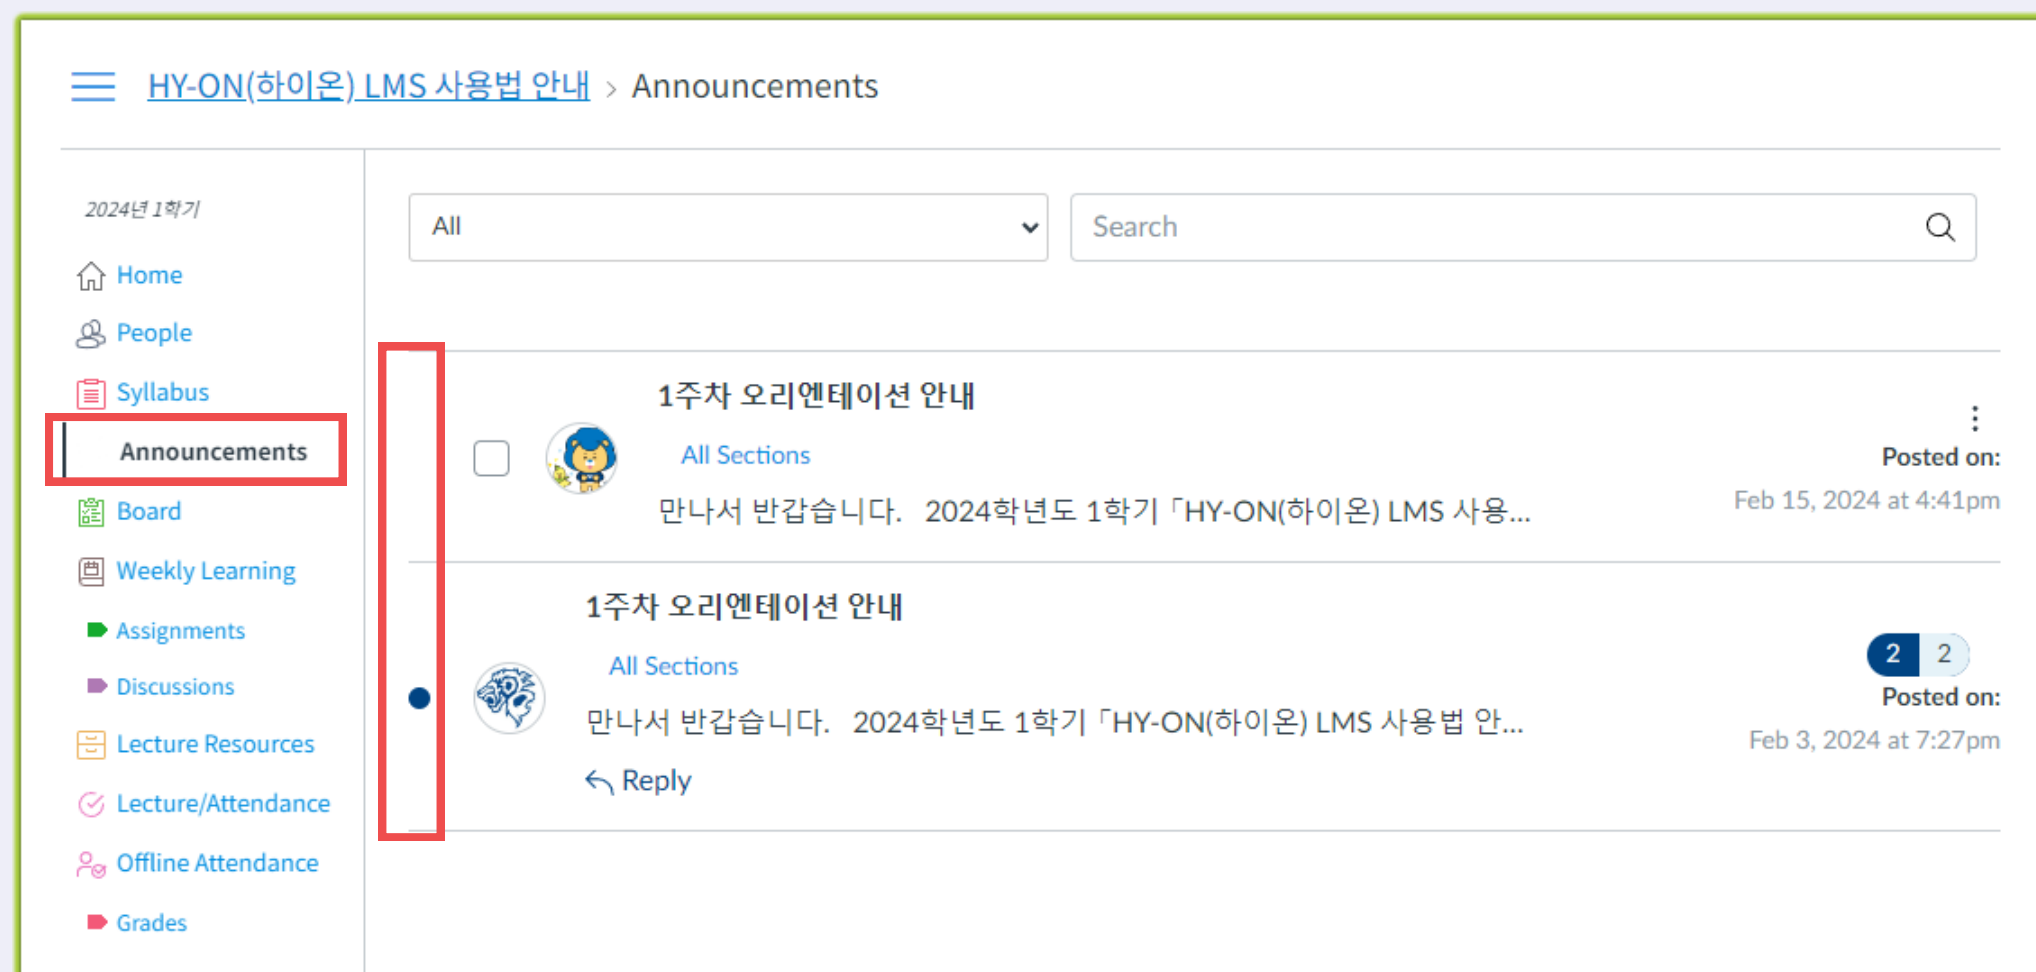 HY-ON(하이온) LMS 사용법 안내 › Announcements
2024년 1학기
Home
People
Syllabus
Announcements
Board
Weekly Learning
Assignments
Discussions
Lecture Resources
Lecture/Attendance
Offline Attendance
Grades
All
Search
1주차 오리엔테이션 안내
All Sections
만나서 반갑습니다. 2024학년도 1학기 「HY-ON(하이온) LMS 사용...
Posted on:
Feb 15, 2024 at 4:41pm
1주차 오리엔테이션 안내
All Sections
만나서 반갑습니다. 2024학년도 1학기 「HY-ON(하이온) LMS 사용법 안...
Reply
2 2
Posted on:
Feb 3, 2024 at 7:27pm